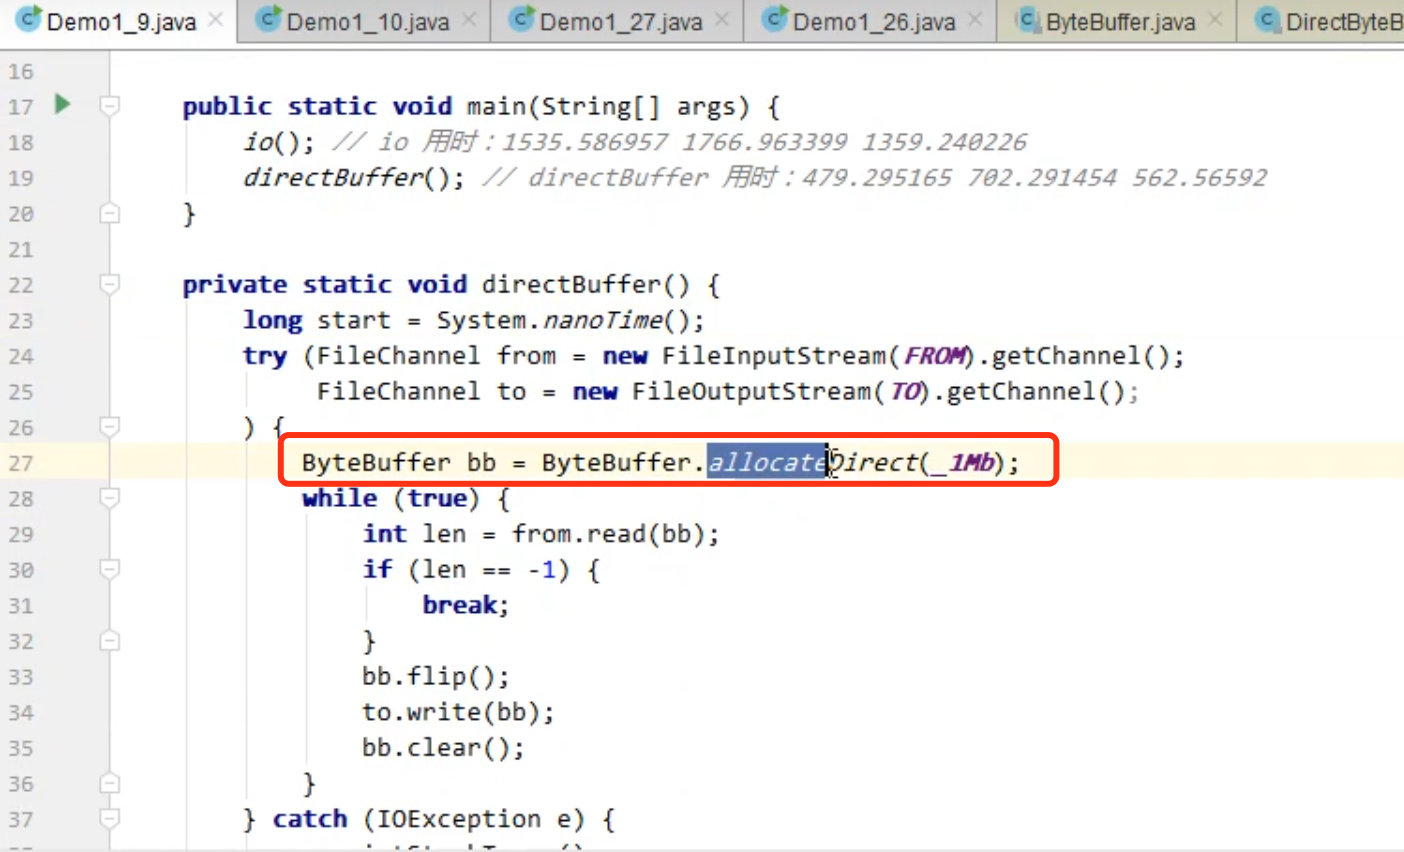 Demo1_9.java Demo1_10.java Demo1_27.java Demo1_26.java ByteBuffer.java DirectByteB
16
17 public static void main(String[] args) {
18 io(); // io 用时：1535.586957 1766.963399 1359.240226
19 directBuffer(); // directBuffer 用时：479.295165 702.291454 562.56592
20 }
21
22 private static void directBuffer() {
23 long start = System.nanoTime();
24 try (FileChannel from = new FileInputStream(FROM).getChannel();
25 FileChannel to = new FileOutputStream(TO).getChannel();
26 ) {
27 ByteBuffer bb = ByteBuffer.allocateDirect(_1Mb);
28 while (true) {
29 int len = from.read(bb);
30 if (len == -1) {
31 break;
32 }
33 bb.flip();
34 to.write(bb);
35 bb.clear();
36 }
37 } catch (IOException e) {